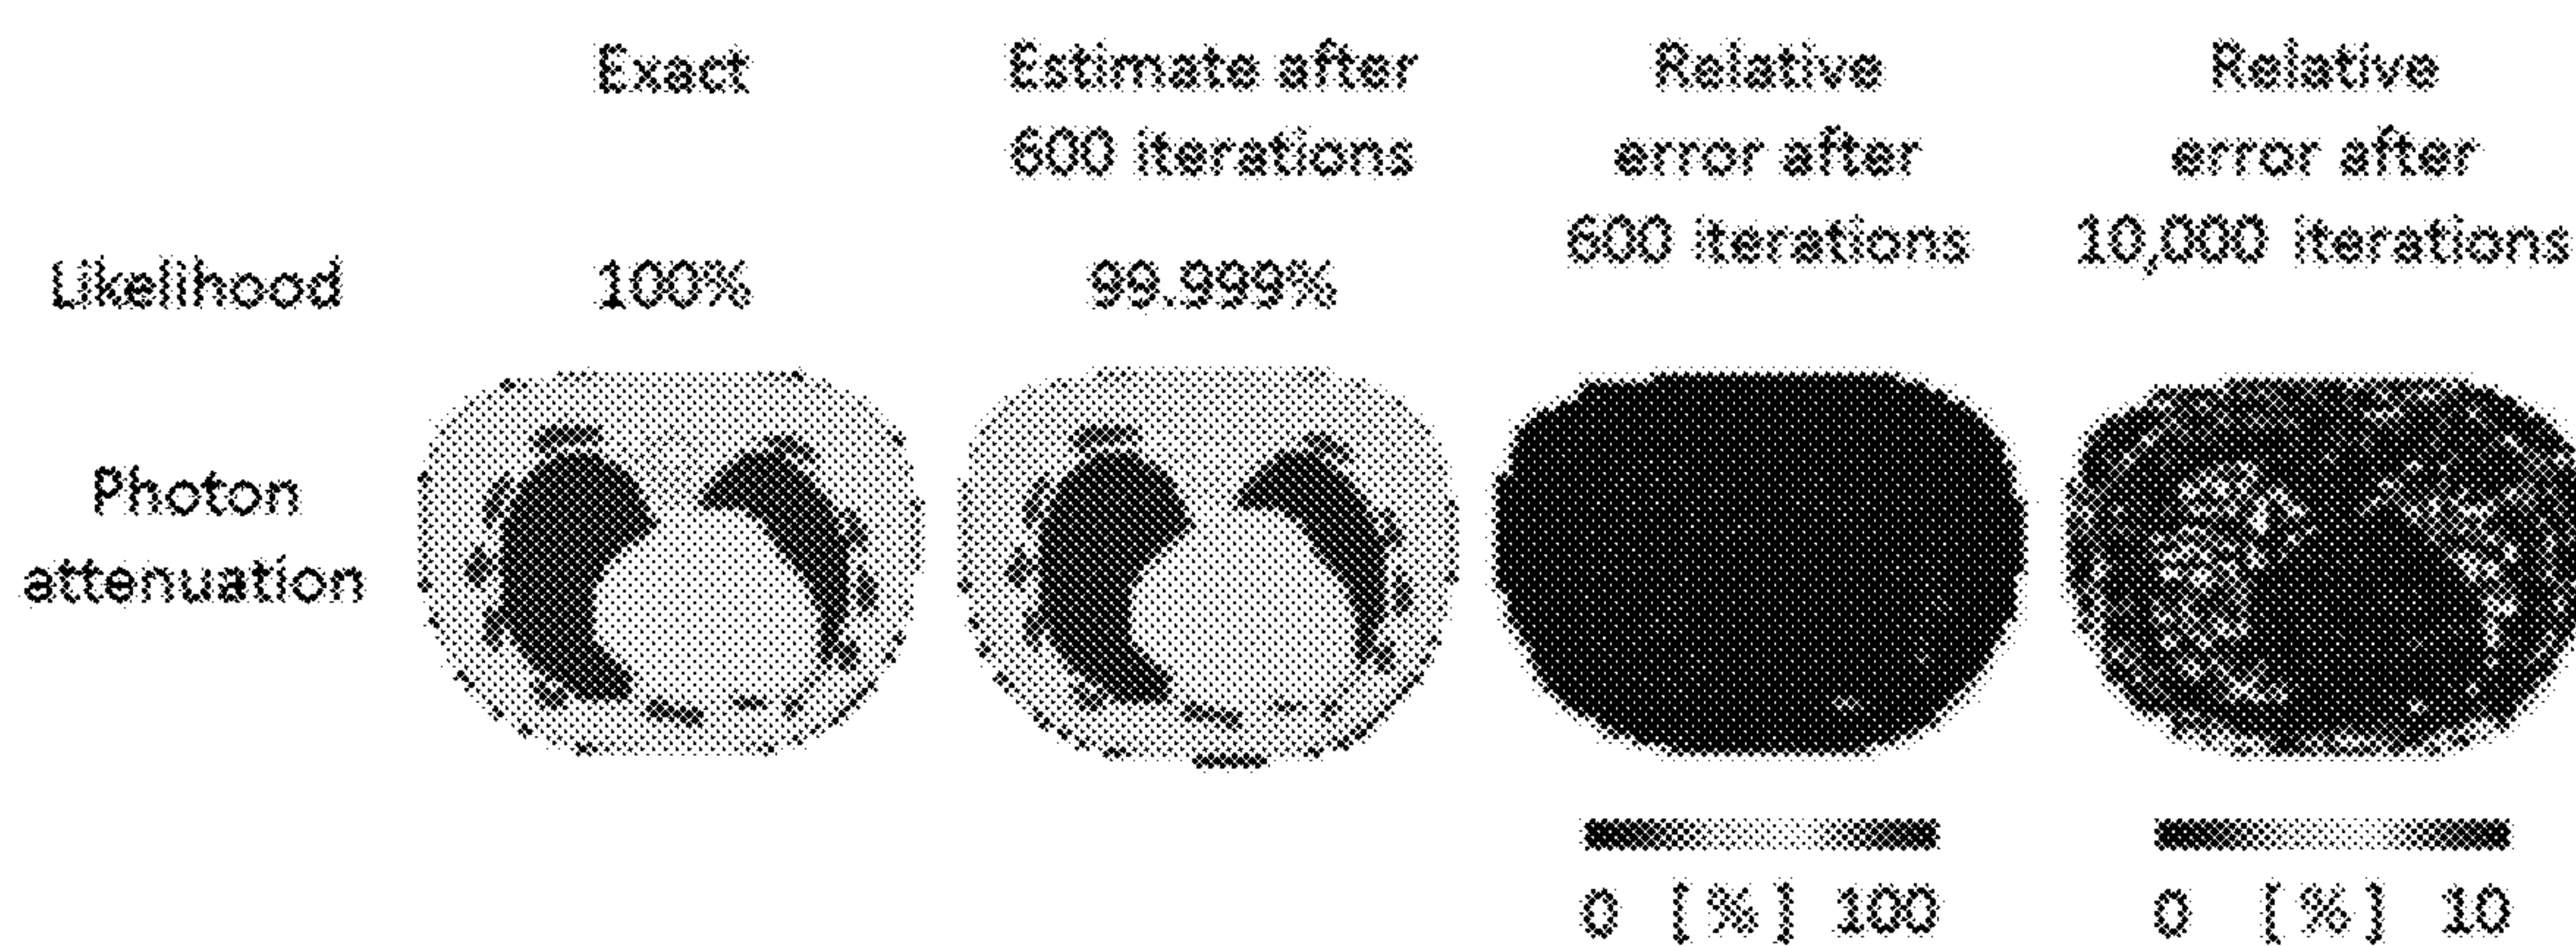 Exact
Estimate after
600 iterations
Relative
error after
600 iterations
Relative
error after
10,000 iterations
Likelihood
100%
99.999%
Photon
attenuation
0 [ % ] 100
0 [ % ] 10